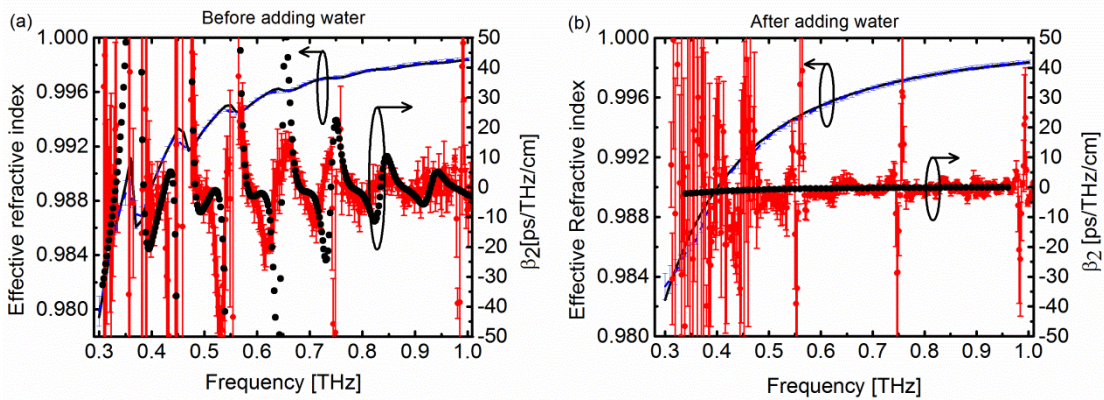 (a)
Before adding water
1.000
0.996
0.992
0.988
0.984
0.980
Effective refractive index
50
40
30
20
10
0
-10
-20
-30
-40
-50
β2[ps/THz/cm]
0.3 0.4 0.5 0.6 0.7 0.8 0.9 1.0
Frequency [THz]
(b)
After adding water
1.000
0.996
0.992
0.988
0.984
0.980
Effective Refractive index
50
40
30
20
10
0
-10
-20
-30
-40
-50
β2 [ps/THz/cm]
0.3 0.4 0.5 0.6 0.7 0.8 0.9 1.0
Frequency [THz]